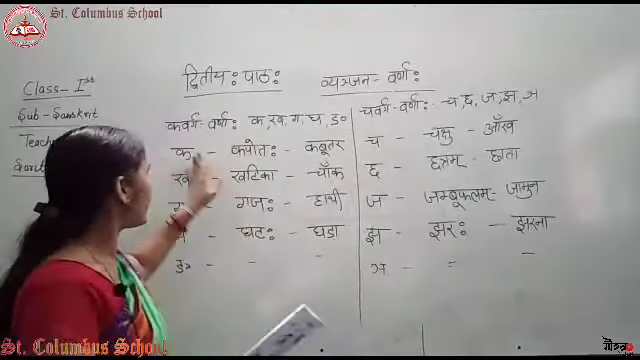 St. Columbus School
Class - Ist
Sub - Sanskrit
द्वितीयः पाठः
व्यञ्जन - वर्णाः
कवर्ग - वर्णाः क, ख, ग, घ, ङ
क - कपोतः - कबूतर
ख - खटिका - चॉक
ग - गजः - हाथी
घ - घटः - घडा
ङ - " "
चवर्ग - वर्णाः - च, छ, ज, झ, ञ
च - चक्षु - आँख
छ - छत्रम् - छाता
ज - जम्बूफलम् - जामुन
झ - झरः - झरना
ञ - = -
St. Columbus School